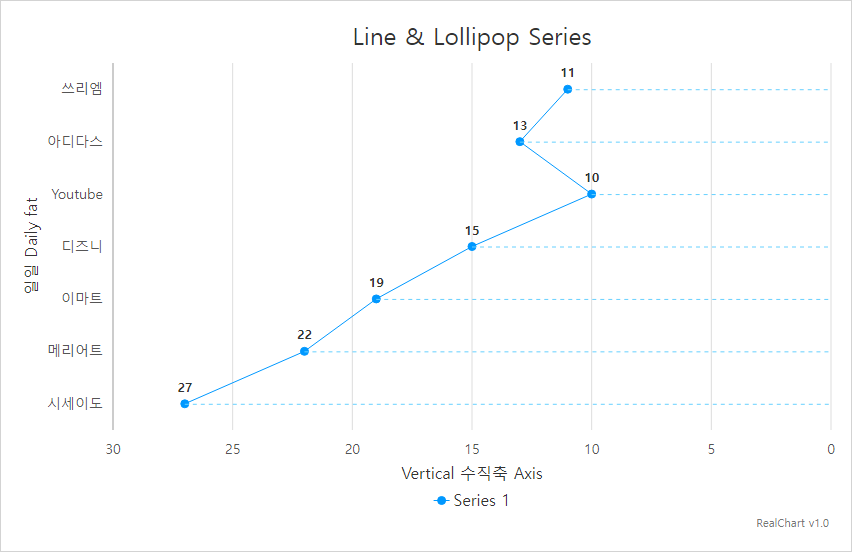 Line & Lollipop Series
일일 Daily fat
쓰리엠
11
아디다스
13
Youtube
10
디즈니
15
이마트
19
메리어트
22
시세이도
27
30 25 20 15 10 5 0
Vertical 수직축 Axis
Series 1
RealChart v1.0